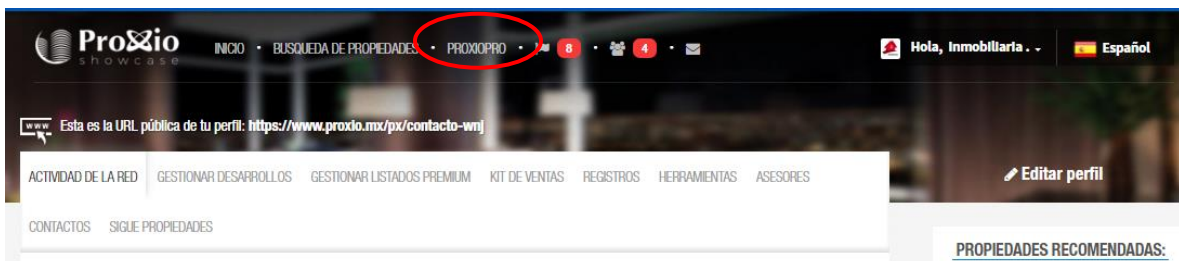 ProXio
showcase
INICIO • BUSQUEDA DE PROPIEDADES • PROXIOPRO • 8 • 4 •
Hola, Inmobiliaria . -
Español
www
Esta es la URL pública de tu perfil: https://www.proxio.mx/px/contacto-wnj
ACTIVIDAD DE LA RED GESTIONAR DESARROLLOS GESTIONAR LISTADOS PREMIUM KIT DE VENTAS REGISTROS HERRAMIENTAS ASESORES
Editar perfil
CONTACTOS SIGUE PROPIEDADES
PROPIEDADES RECOMENDADAS: